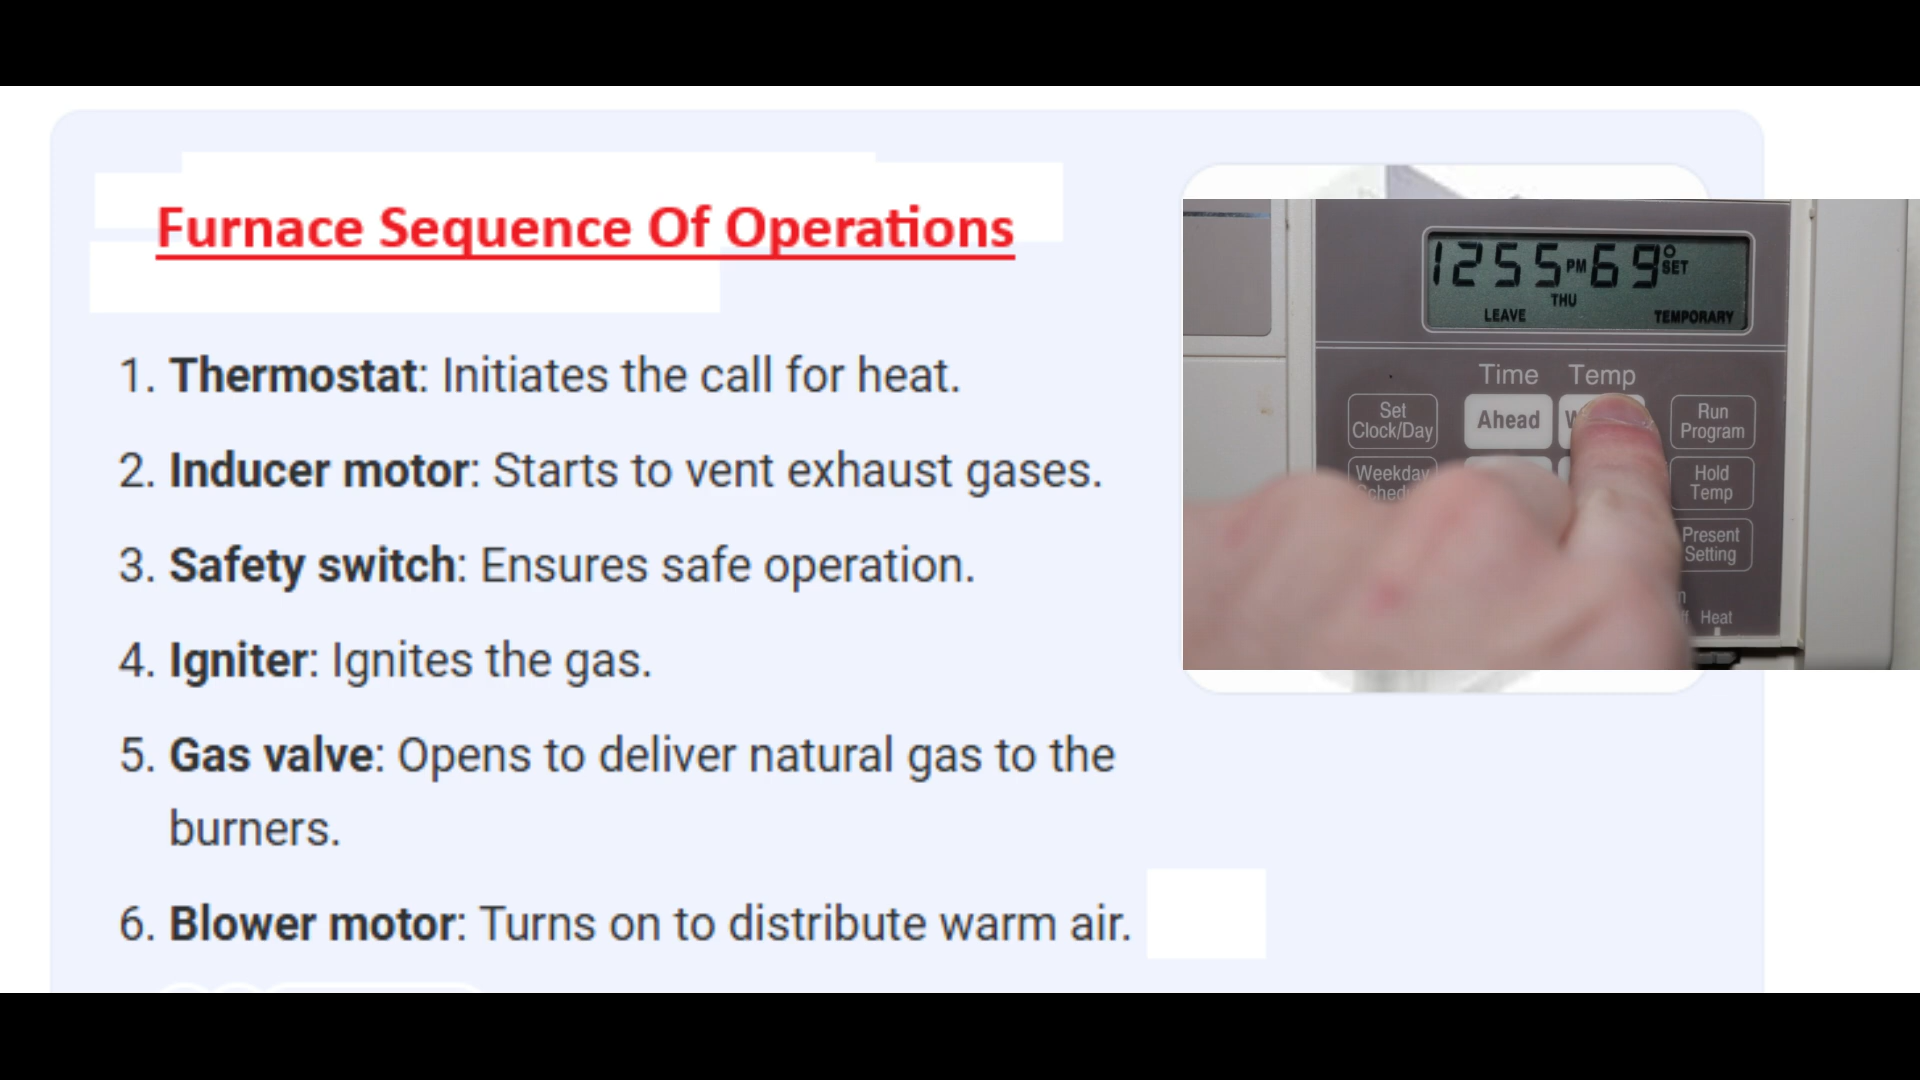 Furnace Sequence Of Operations
1. Thermostat: Initiates the call for heat.
2. Inducer motor: Starts to vent exhaust gases.
3. Safety switch: Ensures safe operation.
4. Igniter: Ignites the gas.
5. Gas valve: Opens to deliver natural gas to the
burners.
6. Blower motor: Turns on to distribute warm air.
1255 PM 69° SET
THU
LEAVE TEMPORARY
Time Temp
Set
Clock/Day
Ahead
Run
Program
Weekday
Hold
Temp
Present
Setting
Heat